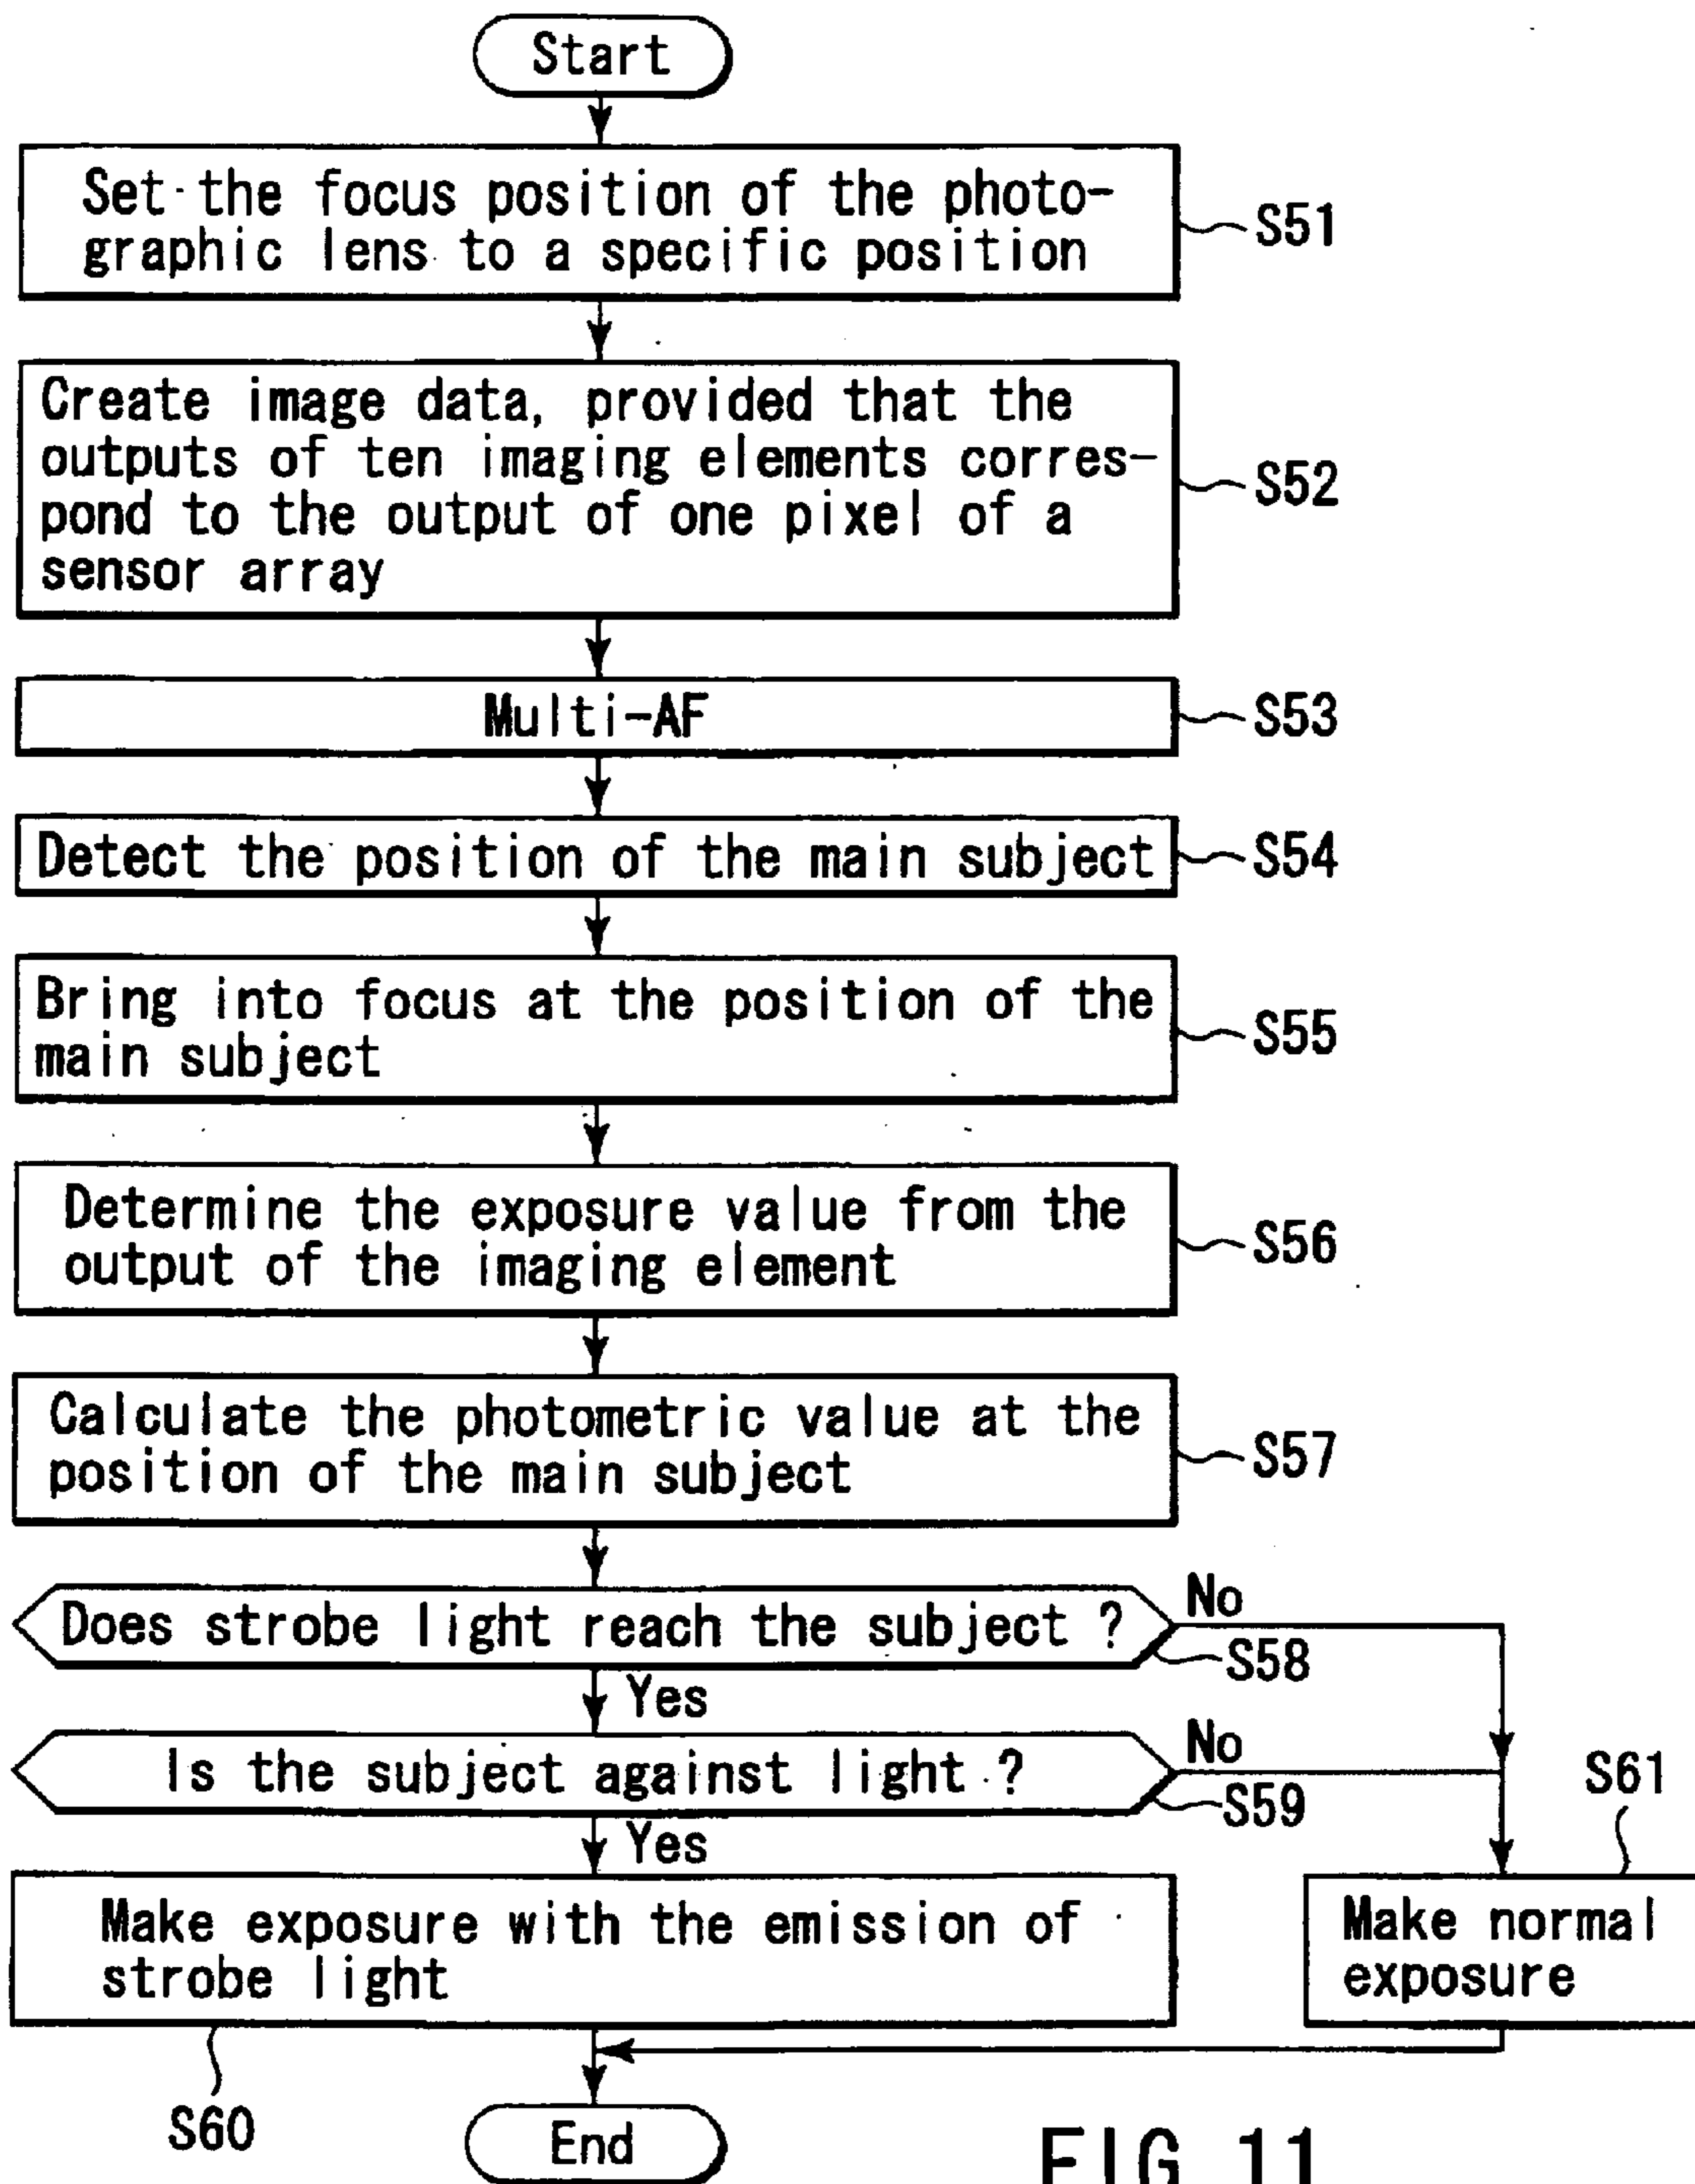 Start
Set the focus position of the photo-
graphic lens to a specific position
S51
Create image data, provided that the
outputs of ten imaging elements corres-
pond to the output of one pixel of a
sensor array
S52
Multi-AF
S53
Detect the position of the main subject
S54
Bring into focus at the position of the
main subject
S55
Determine the exposure value from the
output of the imaging element
S56
Calculate the photometric value at the
position of the main subject
S57
Does strobe light reach the subject ?
No
S58
Yes
Is the subject against light ?
No
S59
S61
Yes
Make exposure with the emission of
strobe light
Make normal
exposure
S60
End
FIG. 11